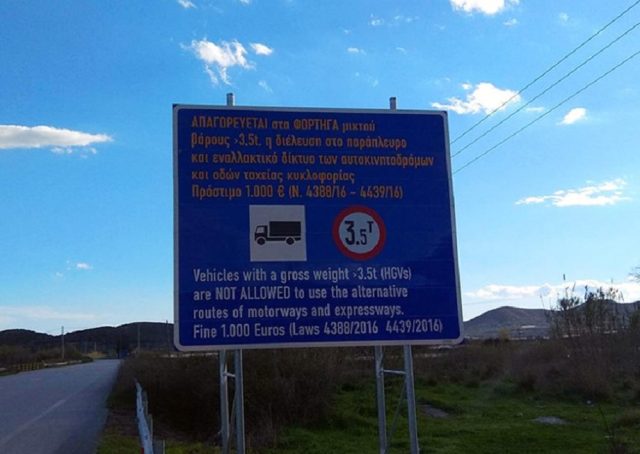 ΑΠΑΓΟΡΕΥΕΤΑΙ στα ΦΟΡΤΗΓΑ μικτού
βάρους >3,5t. η διέλευση στο παράπλευρο
και εναλλακτικό δίκτυο των αυτοκινητοδρόμων
και οδών ταχείας κυκλοφορίας
Πρόστιμο 1.000 € (Ν. 4388/16 - 4439/16)
3.5T
Vehicles with a gross weight >3.5t (HGVs)
are NOT ALLOWED to use the alternative
routes of motorways and expressways.
Fine 1.000 Euros (Laws 4388/2016 4439/2016)